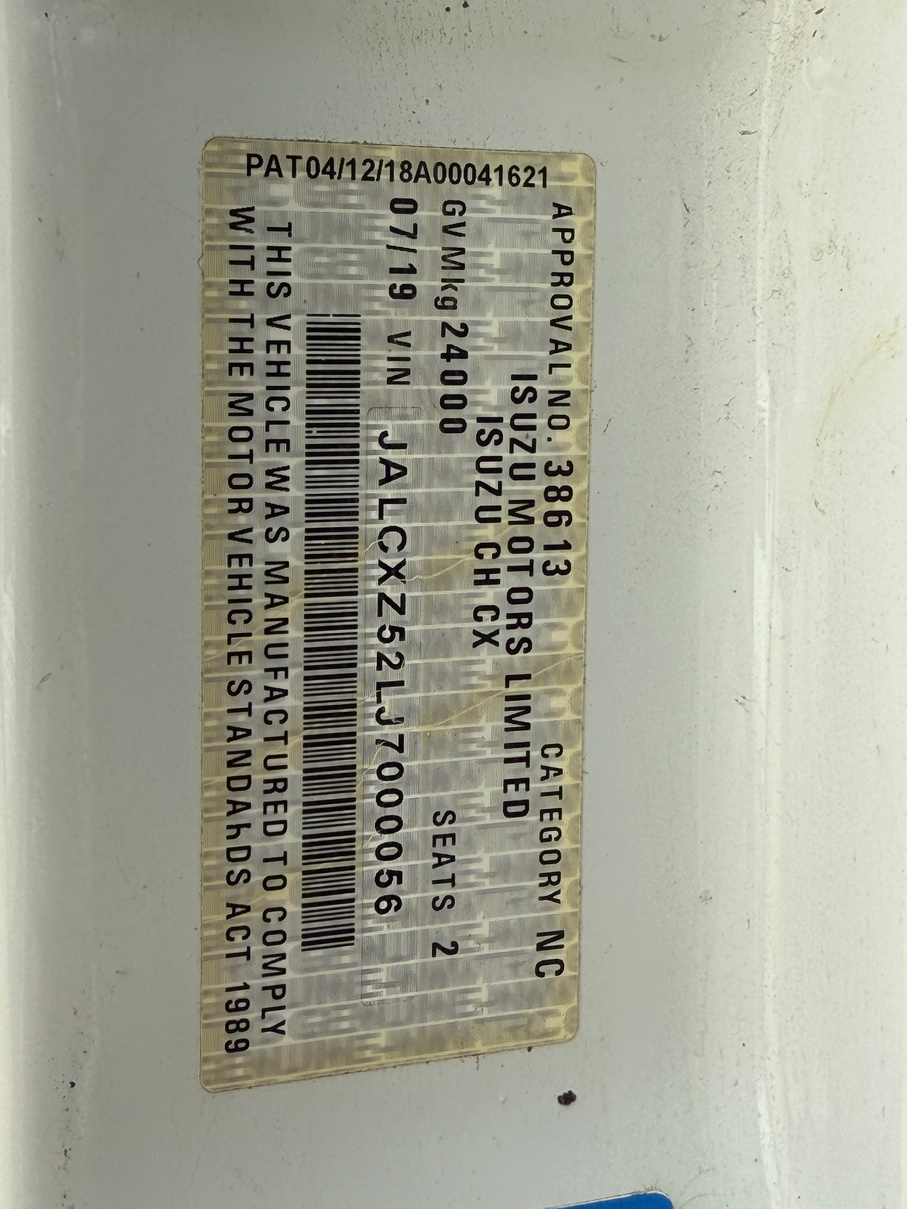 APPROVAL NO. 38613 CATEGORY NC
ISUZU MOTORS LIMITED
ISUZU CH CX
GVMkg 24000 SEATS 2
07/19 VIN JALCXZ52LJ7000056
THIS VEHICLE WAS MANUFACTURED TO COMPLY
WITH THE MOTOR VEHICLE STANDAhDS ACT 1989
PAT04/12/18A00041621